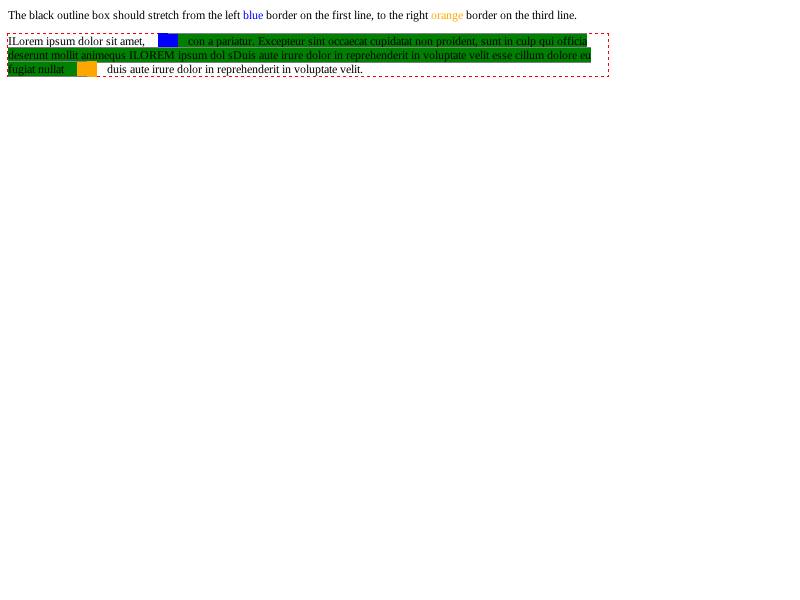 The black outline box should stretch from the left blue border on the first line, to the right orange border on the third line.
ILorem ipsum dolor sit amet, con a pariatur. Excepteur sint occaecat cupidatat non proident, sunt in culp qui officia
deserunt mollit animequs ILOREM ipsum dol sDuis aute irure dolor in reprehenderit in voluptate velit esse cillum dolore eu
fugiat nullat duis aute irure dolor in reprehenderit in voluptate velit.